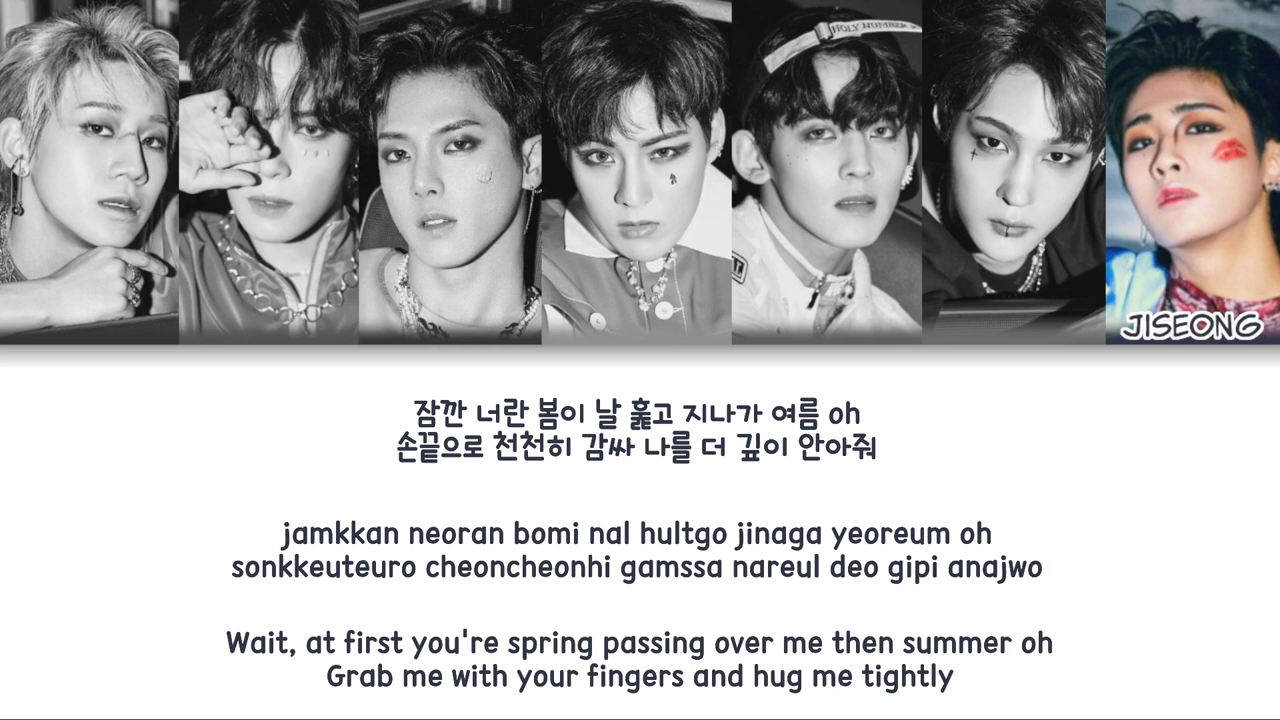 HOLY NUMBER
JISEONG
잠깐 너란 봄이 날 훑고 지나가 여름 oh
손끝으로 천천히 감싸 나를 더 깊이 안아줘
jamkkan neoran bomi nal hultgo jinaga yeoreum oh
sonkkeuteuro cheoncheonhi gamssa nareul deo gipi anajwo
Wait, at first you're spring passing over me then summer oh
Grab me with your fingers and hug me tightly